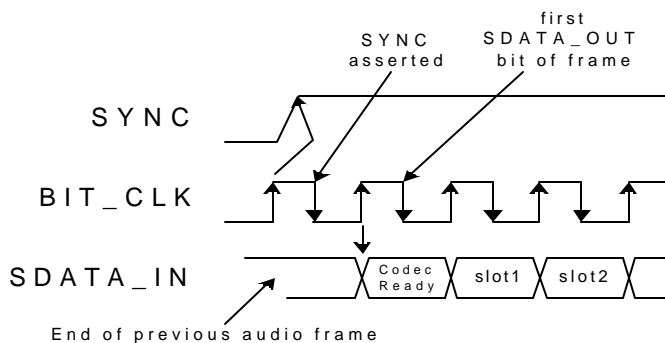 first
SDATA_OUT
bit of frame
SYNC
asserted
SYNC
BIT_CLK
SDATA_IN
Codec
Ready
slot1
slot2
End of previous audio frame